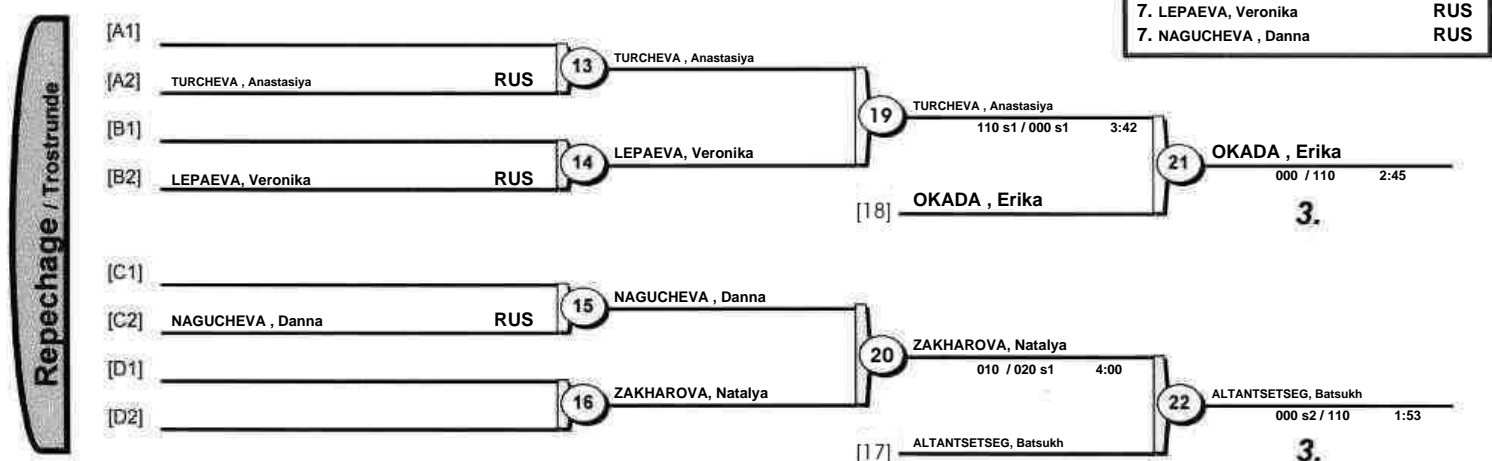 7. LEPAEVA, Veronika RUS
7. NAGUCHEVA , Danna RUS
Repechage / Trostrunde
[A1]
[A2] TURCHEVA , Anastasiya RUS
13 TURCHEVA , Anastasiya
[B1]
[B2] LEPAEVA, Veronika RUS
14 LEPAEVA, Veronika
19 TURCHEVA , Anastasiya
110 s1 / 000 s1 3:42
[18] OKADA , Erika
21 OKADA , Erika
000 / 110 2:45
3.
[C1]
[C2] NAGUCHEVA , Danna RUS
15 NAGUCHEVA , Danna
[D1]
[D2]
16 ZAKHAROVA, Natalya
20 ZAKHAROVA, Natalya
010 / 020 s1 4:00
[17] ALTANTSETSEG, Batsukh
22 ALTANTSETSEG, Batsukh
000 s2 / 110 1:53
3.